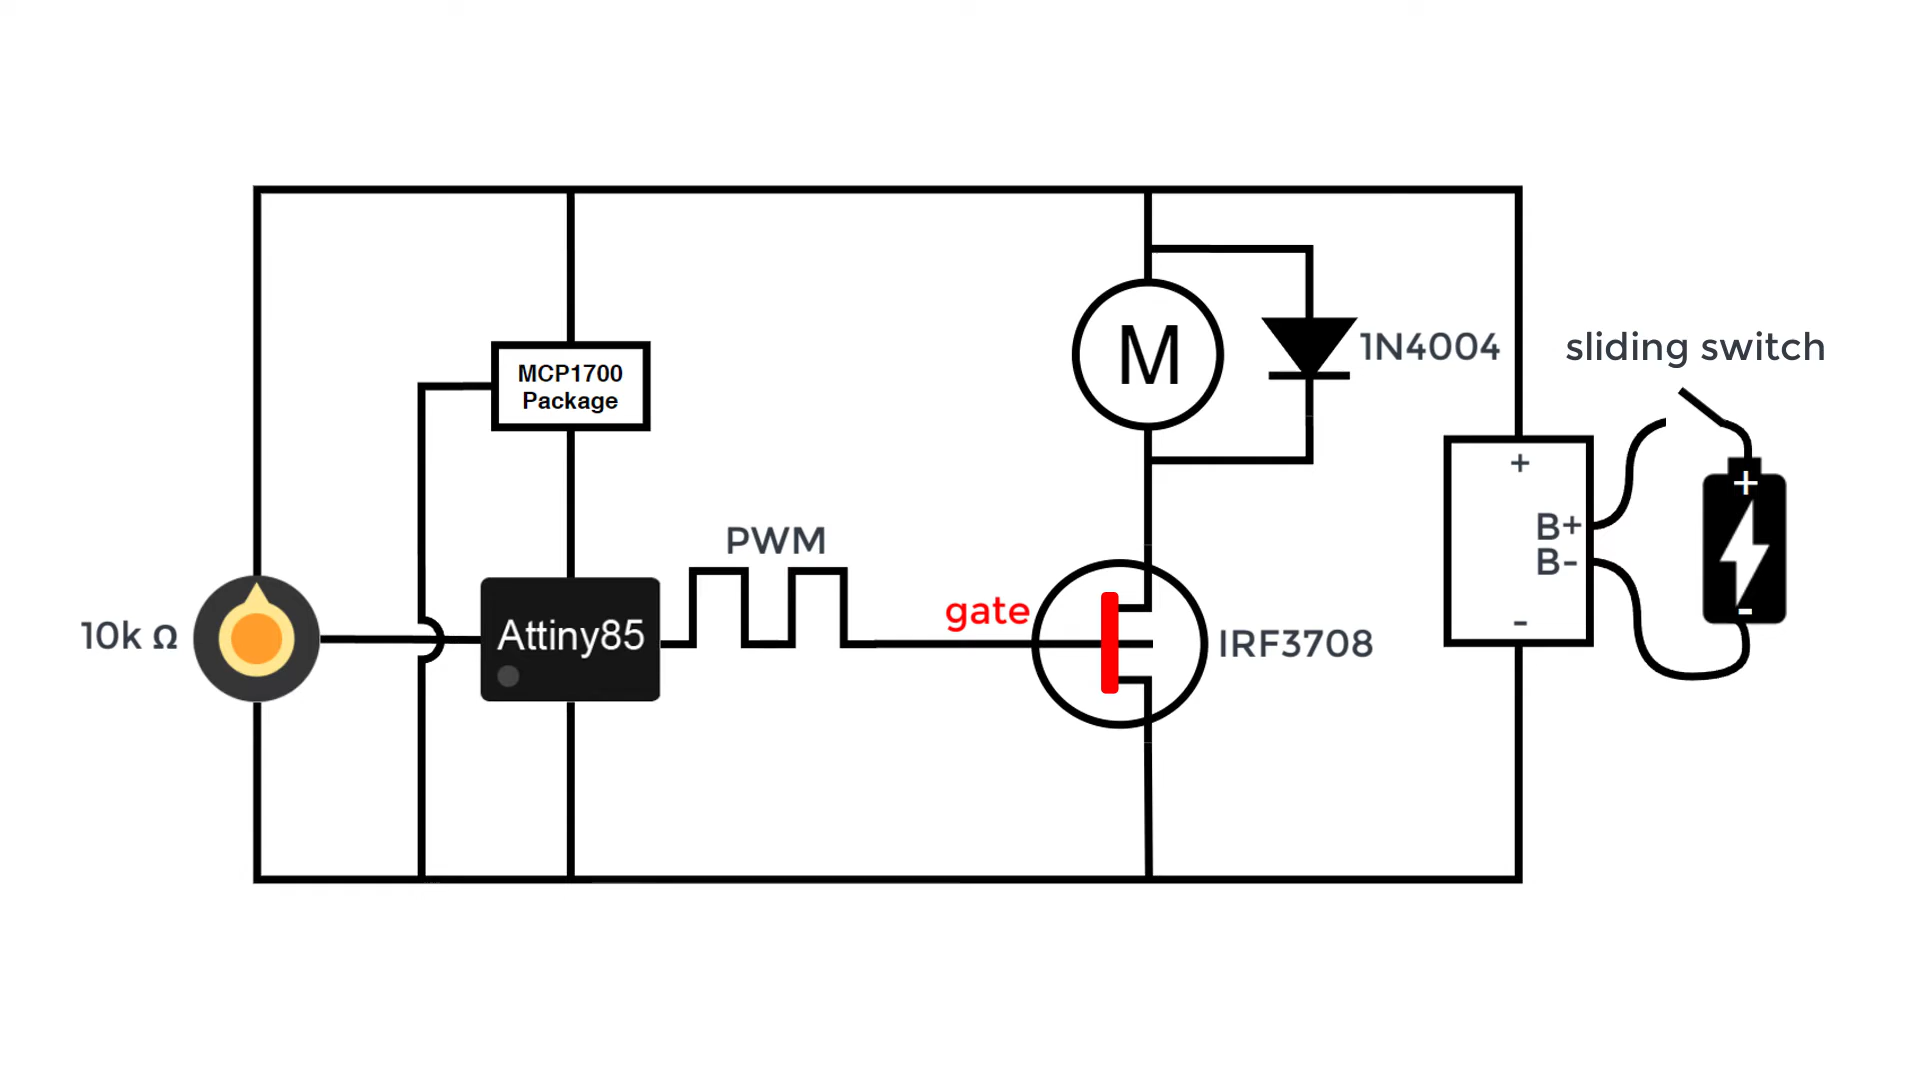 sliding switch
MCP1700
Package
M
1N4004
+
+
B+
B-
PWM
gate
10k Ω
Attiny85
IRF3708
-
-